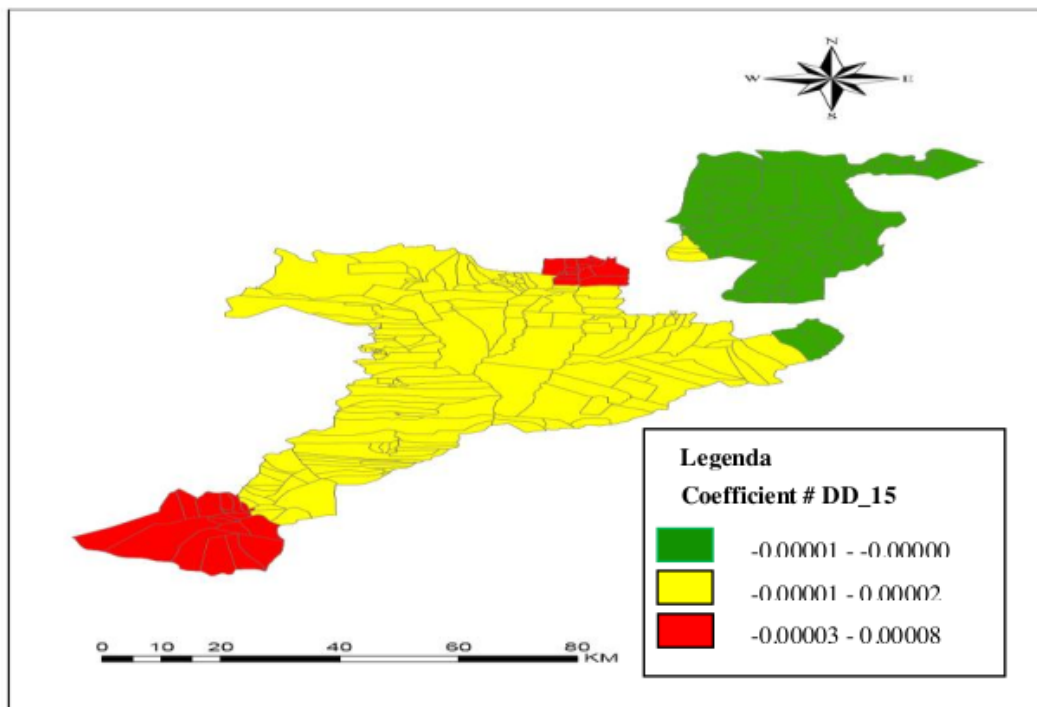 N
W E
S
Legenda
Coefficient # DD_15
-0.00001 - -0.00000
-0.00001 - 0.00002
-0.00003 - 0.00008
0 10 20 40 60 80
KM